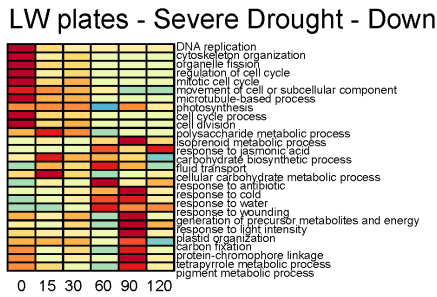 LW plates - Severe Drought - Down
DNA replication
cytoskeleton organization
organelle fission
regulation of cell cycle
mitotic cell cycle
movement of cell or subcellular component
microtubule-based process
photosynthesis
cell cycle process
cell division
polysaccharide metabolic process
isoprenoid metabolic process
response to jasmonic acid
carbohydrate biosynthetic process
fluid transport
cellular carbohydrate metabolic process
response to antibiotic
response to cold
response to water
response to wounding
generation of precursor metabolites and energy
response to light intensity
plastid organization
carbon fixation
protein-chromophore linkage
tetrapyrrole metabolic process
pigment metabolic process
0 15 30 60 90 120